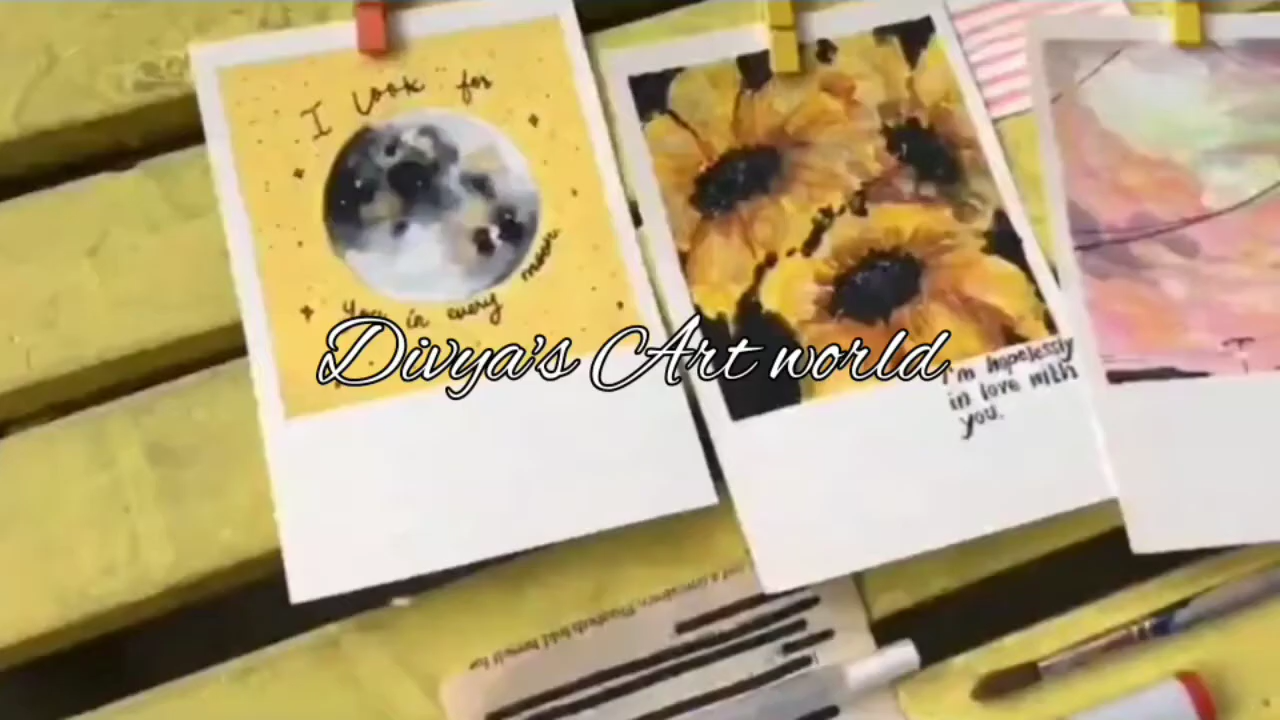 I look for
you in every
moon
Divya's Art world
I'm hopelessly
in love with
you.